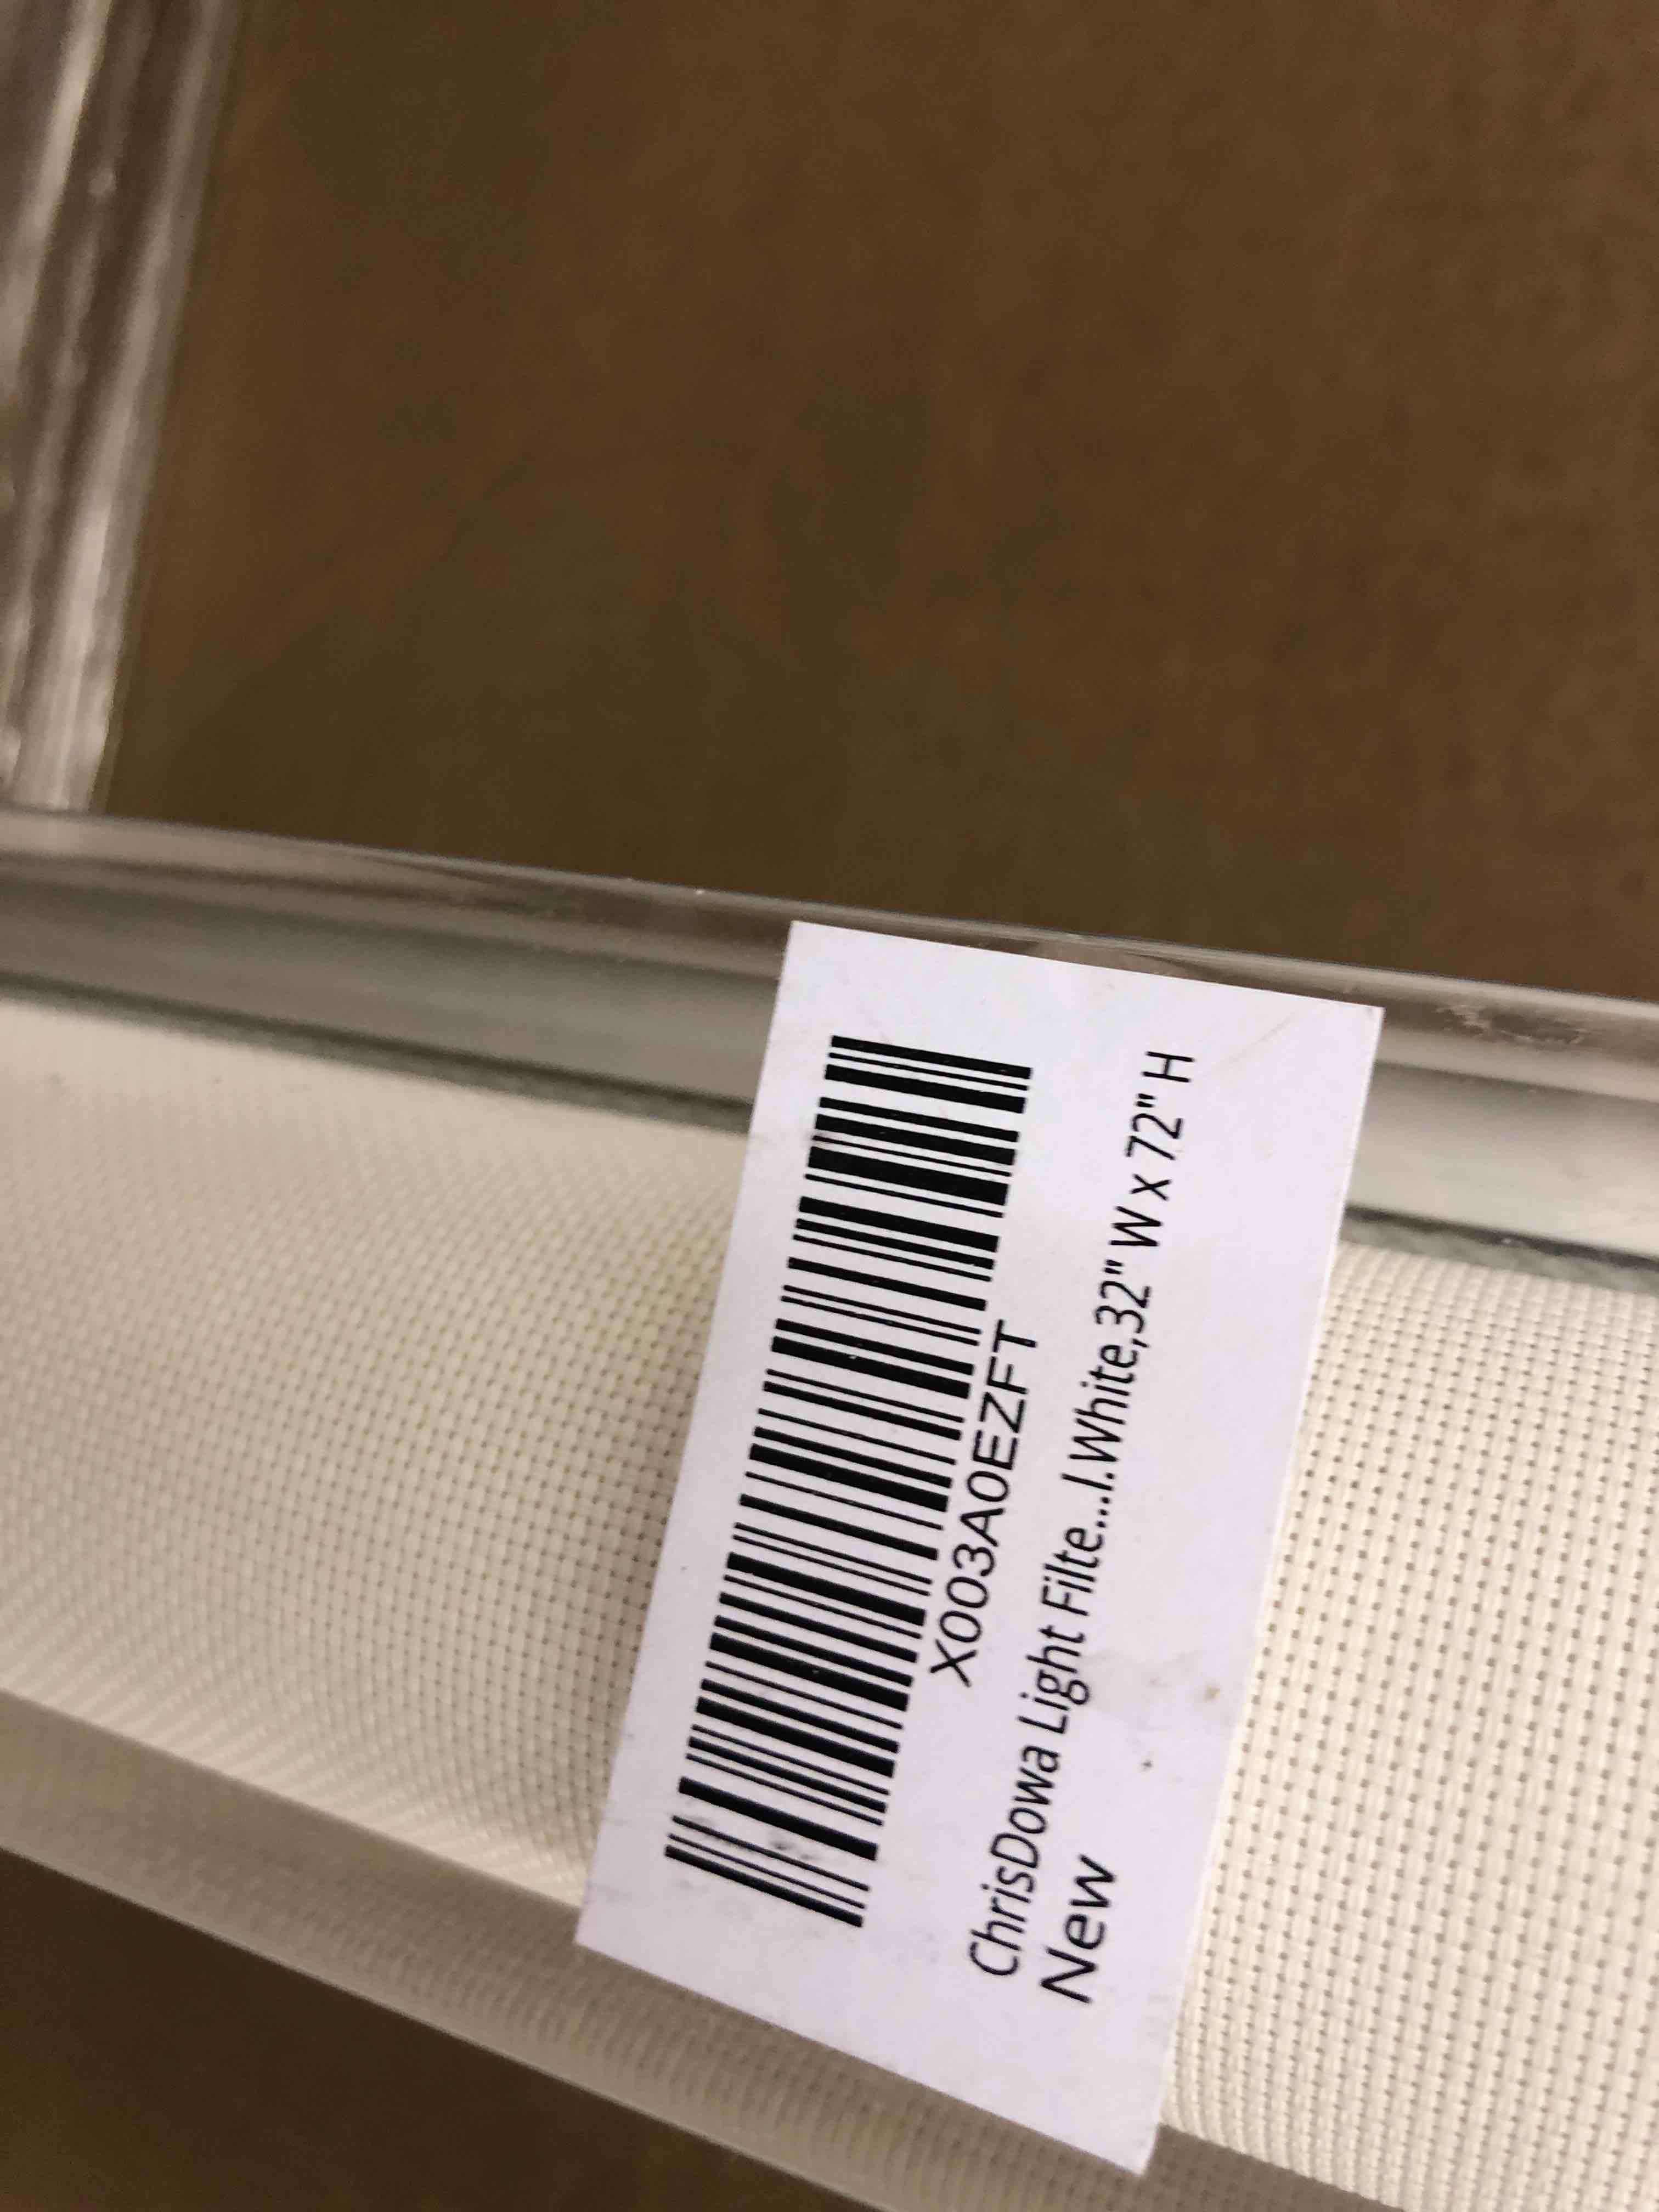 X003A0EZFT
ChrisDowa Light Filte...l.White,32" W x 72" H
New